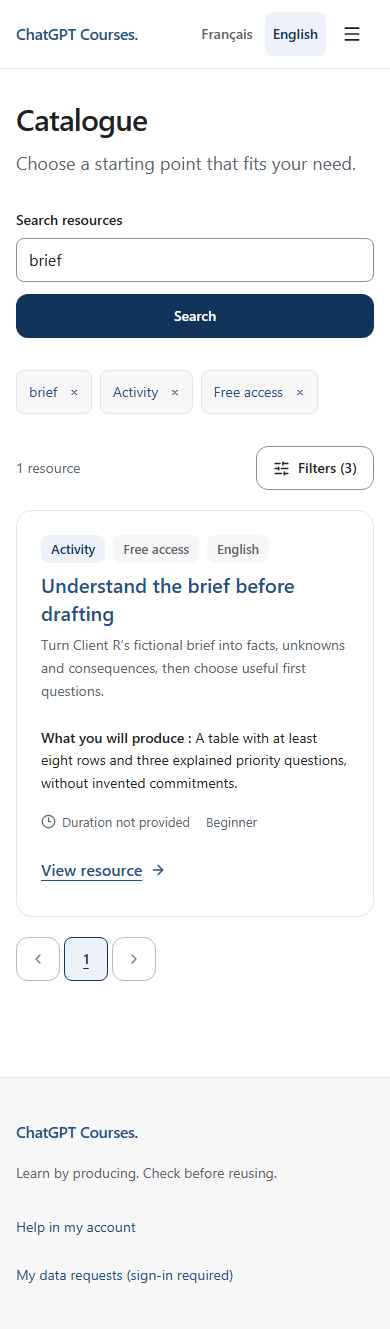 ChatGPT Courses.
Français
English
Catalogue
Choose a starting point that fits your need.
Search resources
brief
Search
brief ×
Activity ×
Free access ×
1 resource
Filters (3)
Activity
Free access
English
Understand the brief before
drafting
Turn Client R’s fictional brief into facts, unknowns
and consequences, then choose useful first
questions.
What you will produce : A table with at least
eight rows and three explained priority questions,
without invented commitments.
Duration not provided
Beginner
View resource →
1
ChatGPT Courses.
Learn by producing. Check before reusing.
Help in my account
My data requests (sign-in required)